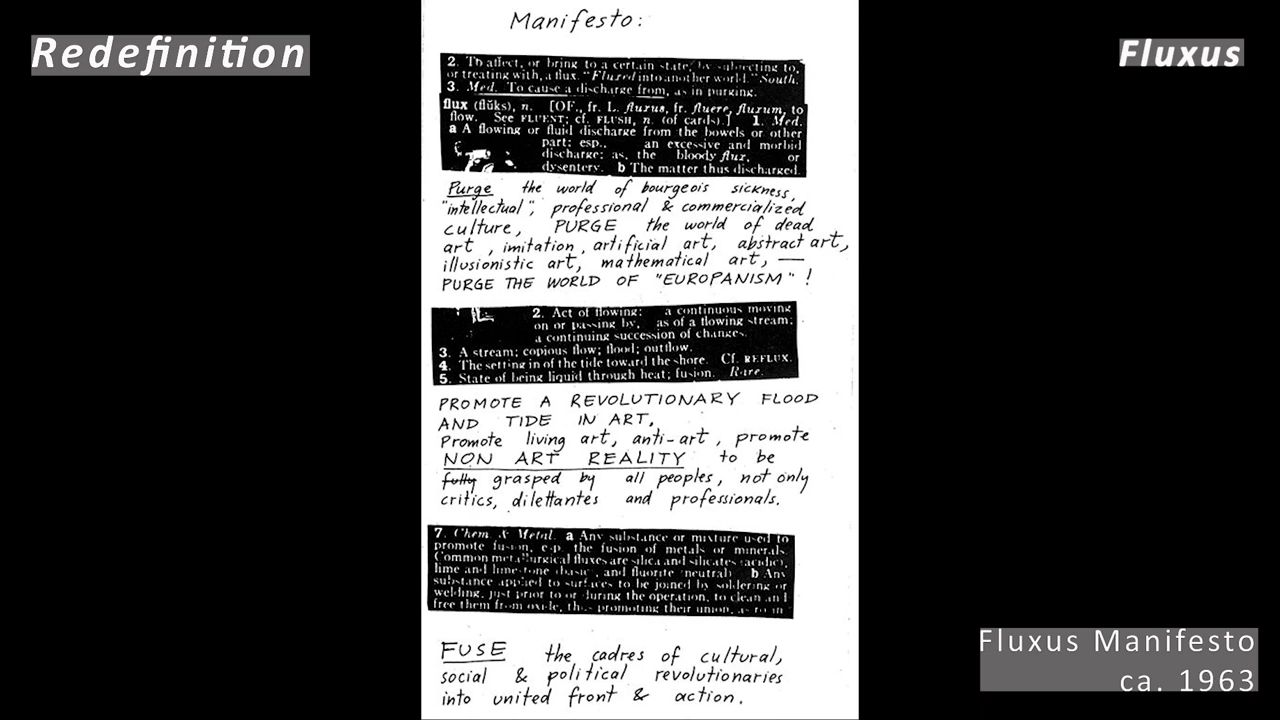 Redefinition
Fluxus
Manifesto:
2. To affect, or bring to a certain state, by subjecting to,
or treating with, a flux. "Fluxed into another world." South.
3. Med. To cause a discharge from, as in purging.
flux (flŭks), n. [OF., fr. L. fluxus, fr. fluere, fluxum, to
flow. See FLUENT; cf. FLUSH, n. (of cards).] 1. Med.
a A flowing or fluid discharge from the bowels or other
part; esp., an excessive and morbid
discharge; as, the bloody flux, or
dysentery. b The matter thus discharged.
Purge the world of bourgeois sickness,
"intellectual", professional & commercialized
culture, PURGE the world of dead
art, imitation, artificial art, abstract art,
illusionistic art, mathematical art, —
PURGE THE WORLD OF "EUROPANISM"!
2. Act of flowing: a continuous moving
on or passing by, as of a flowing stream;
a continuing succession of changes.
3. A stream; copious flow; flood; outflow.
4. The setting in of the tide toward the shore. Cf. REFLUX.
5. State of being liquid through heat; fusion. Rare.
PROMOTE A REVOLUTIONARY FLOOD
AND TIDE IN ART,
Promote living art, anti-art, promote
NON ART REALITY to be
fully grasped by all peoples, not only
critics, dilettantes and professionals.
7. Chem. & Metal. a Any substance or mixture used to
promote fusion, esp. the fusion of metals or minerals.
Common metallurgical fluxes are silica and silicates (acidic),
lime and limestone (basic), and fluorite (neutral). b Any
substance applied to surfaces to be joined by soldering or
welding, just prior to or during the operation, to clean and
free them from oxide, thus promoting their union, as rosin
FUSE the cadres of cultural,
social & political revolutionaries
into united front & action.
Fluxus Manifesto
ca. 1963